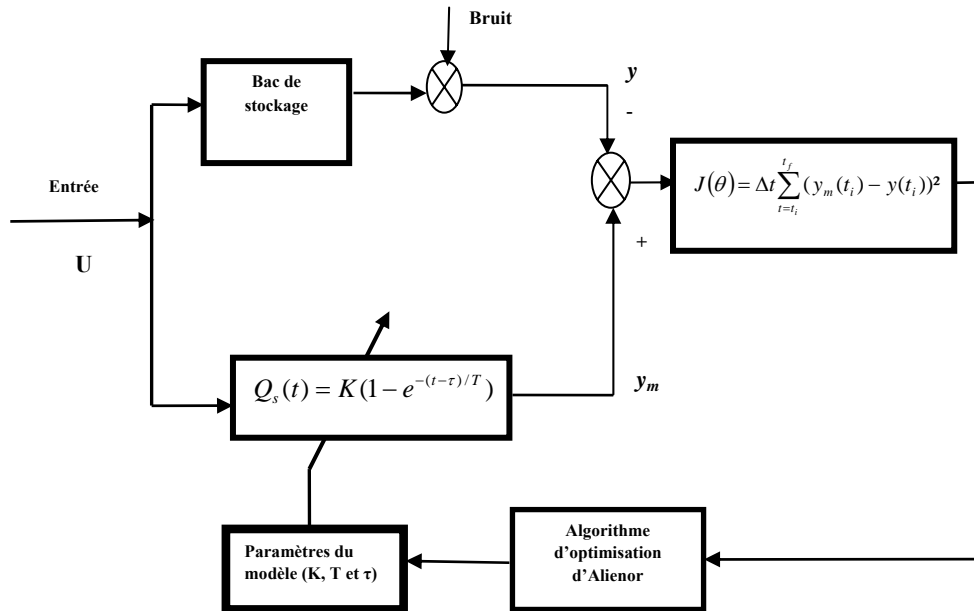 Bruit
Bac de
stockage
y
-
Entrée
U
J(θ) = Δt ∑_{t=t_i}^{t_f} (y_m(t_i) − y(t_i))²
+
Q_s(t) = K(1 − e^{−(t−τ)/T})
y_m
Paramètres du
modèle (K, T et τ)
Algorithme
d’optimisation
d’Alienor